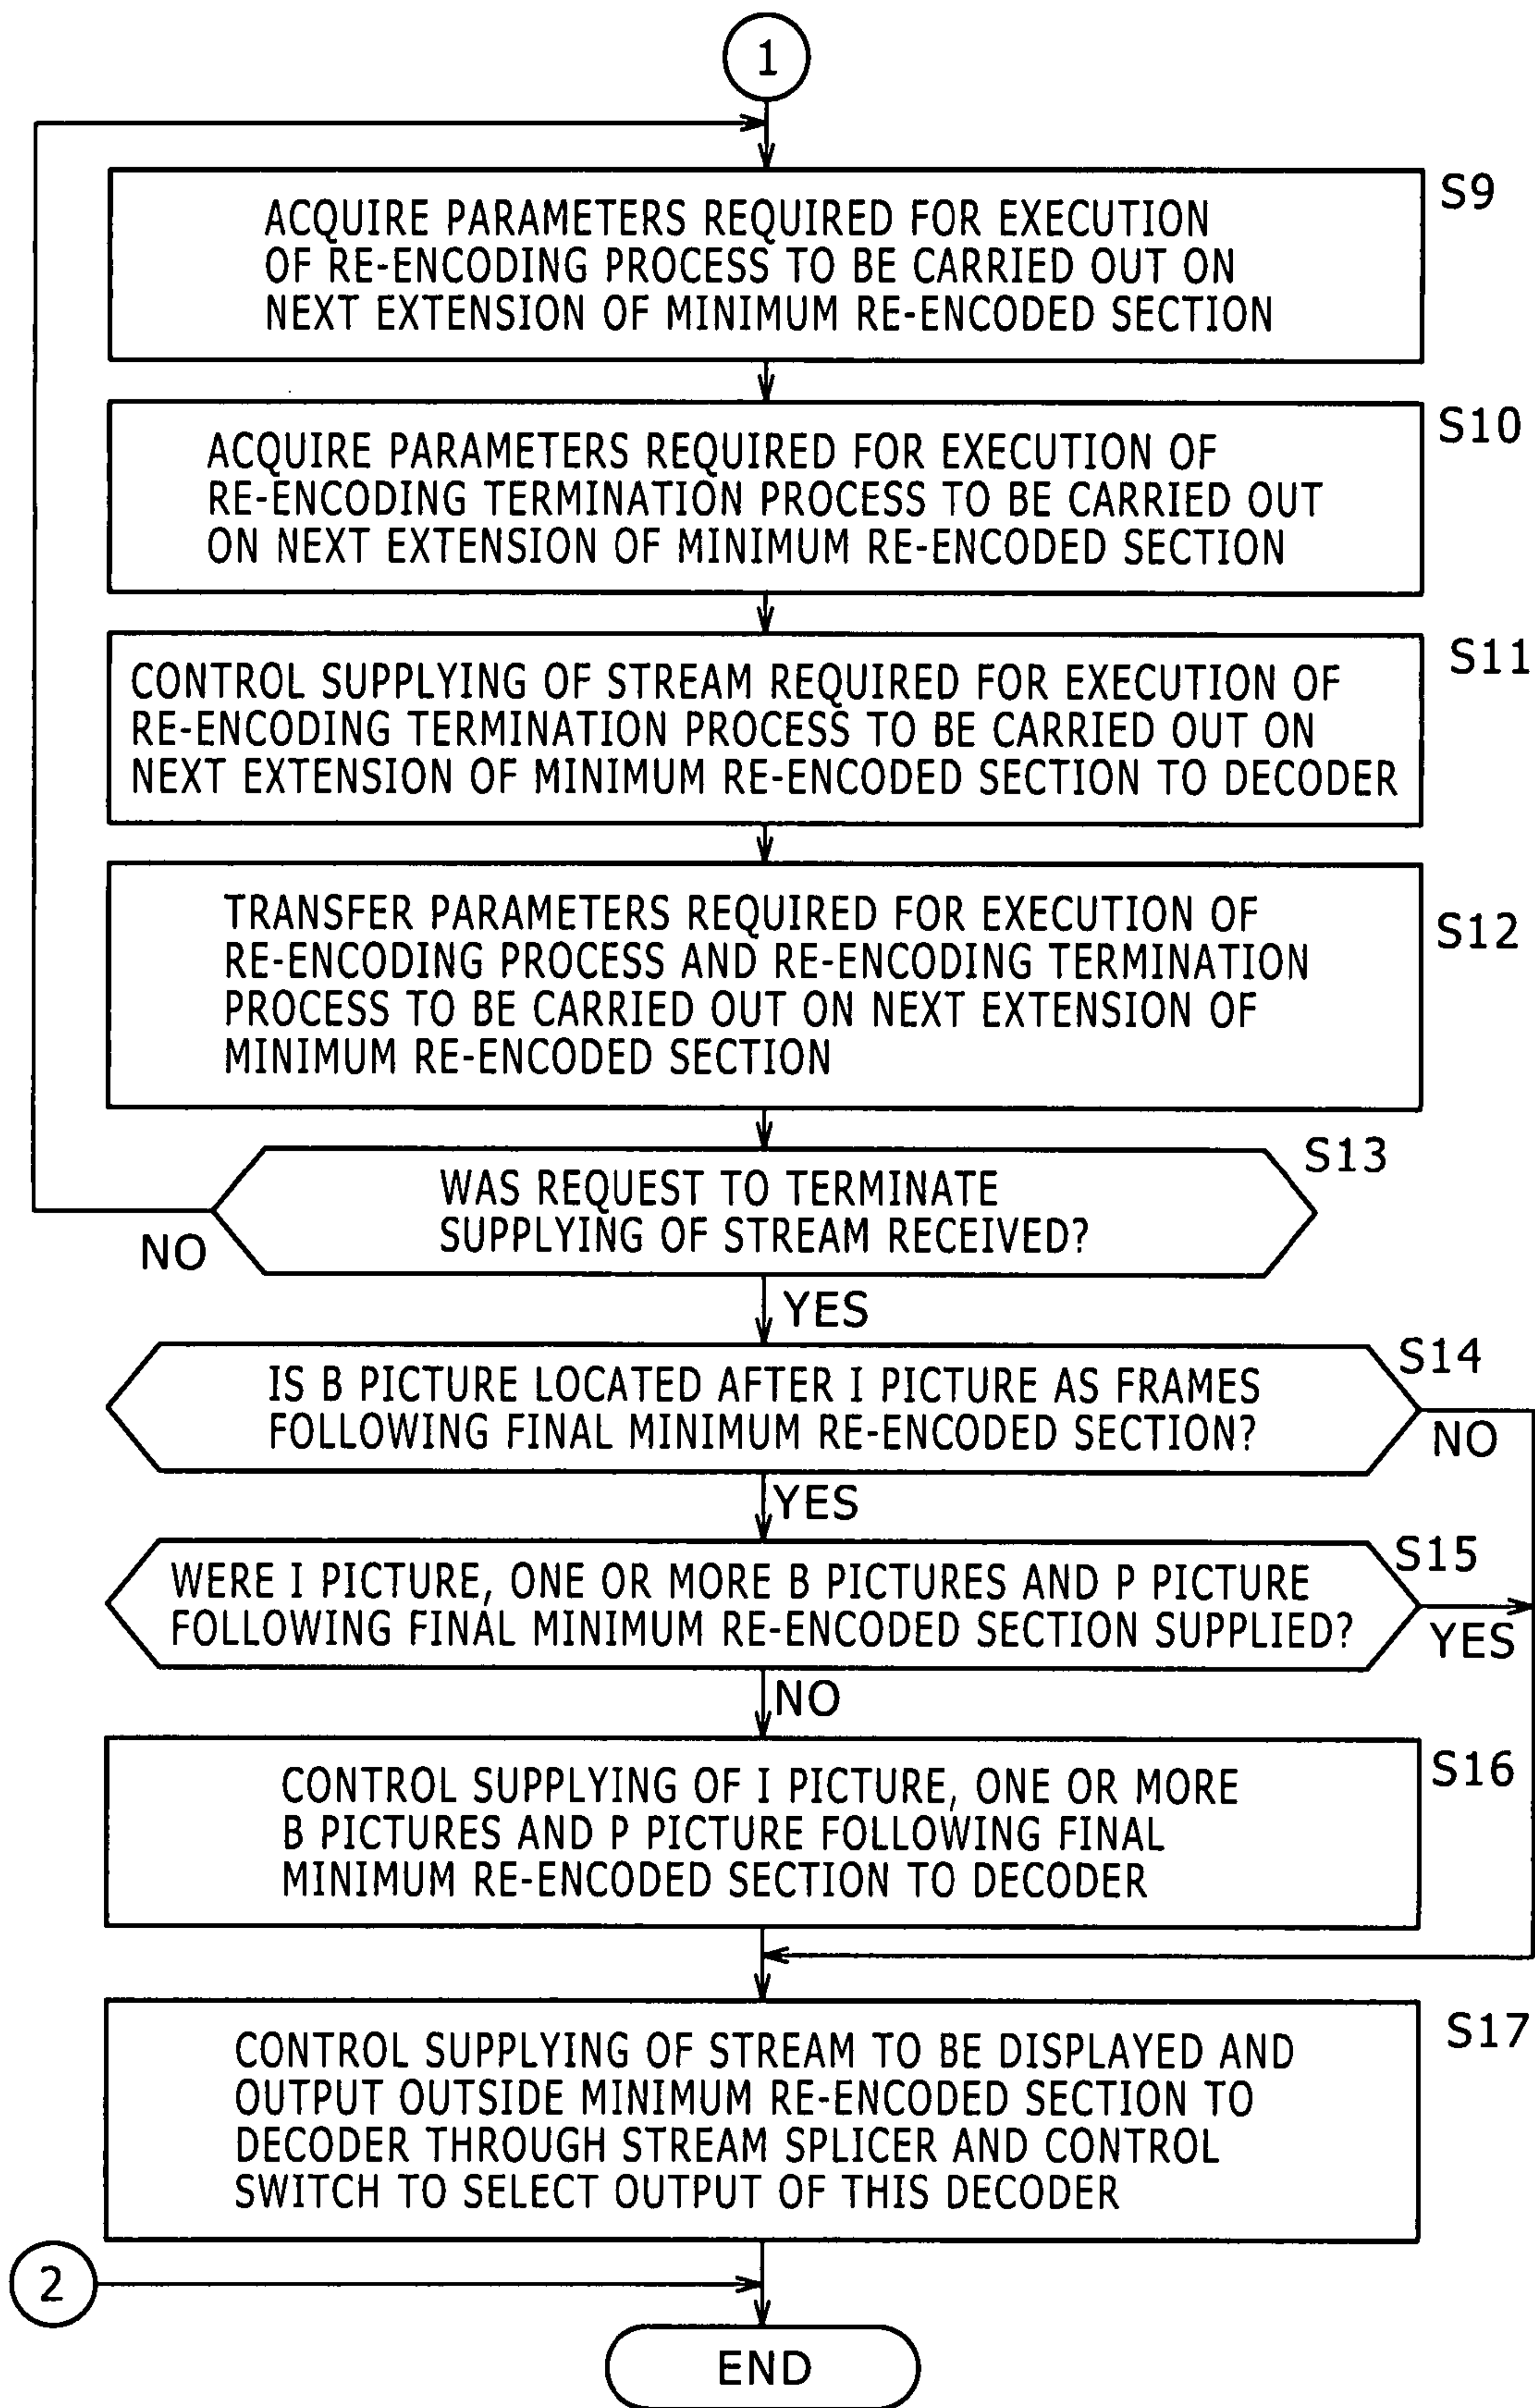 1
S9
ACQUIRE PARAMETERS REQUIRED FOR EXECUTION
OF RE-ENCODING PROCESS TO BE CARRIED OUT ON
NEXT EXTENSION OF MINIMUM RE-ENCODED SECTION
S10
ACQUIRE PARAMETERS REQUIRED FOR EXECUTION OF
RE-ENCODING TERMINATION PROCESS TO BE CARRIED OUT
ON NEXT EXTENSION OF MINIMUM RE-ENCODED SECTION
S11
CONTROL SUPPLYING OF STREAM REQUIRED FOR EXECUTION OF
RE-ENCODING TERMINATION PROCESS TO BE CARRIED OUT ON
NEXT EXTENSION OF MINIMUM RE-ENCODED SECTION TO DECODER
S12
TRANSFER PARAMETERS REQUIRED FOR EXECUTION OF
RE-ENCODING PROCESS AND RE-ENCODING TERMINATION
PROCESS TO BE CARRIED OUT ON NEXT EXTENSION OF
MINIMUM RE-ENCODED SECTION
S13
WAS REQUEST TO TERMINATE
SUPPLYING OF STREAM RECEIVED?
NO
YES
S14
IS B PICTURE LOCATED AFTER I PICTURE AS FRAMES
FOLLOWING FINAL MINIMUM RE-ENCODED SECTION?
NO
YES
S15
WERE I PICTURE, ONE OR MORE B PICTURES AND P PICTURE
FOLLOWING FINAL MINIMUM RE-ENCODED SECTION SUPPLIED?
YES
NO
S16
CONTROL SUPPLYING OF I PICTURE, ONE OR MORE
B PICTURES AND P PICTURE FOLLOWING FINAL
MINIMUM RE-ENCODED SECTION TO DECODER
S17
CONTROL SUPPLYING OF STREAM TO BE DISPLAYED AND
OUTPUT OUTSIDE MINIMUM RE-ENCODED SECTION TO
DECODER THROUGH STREAM SPLICER AND CONTROL
SWITCH TO SELECT OUTPUT OF THIS DECODER
2
END